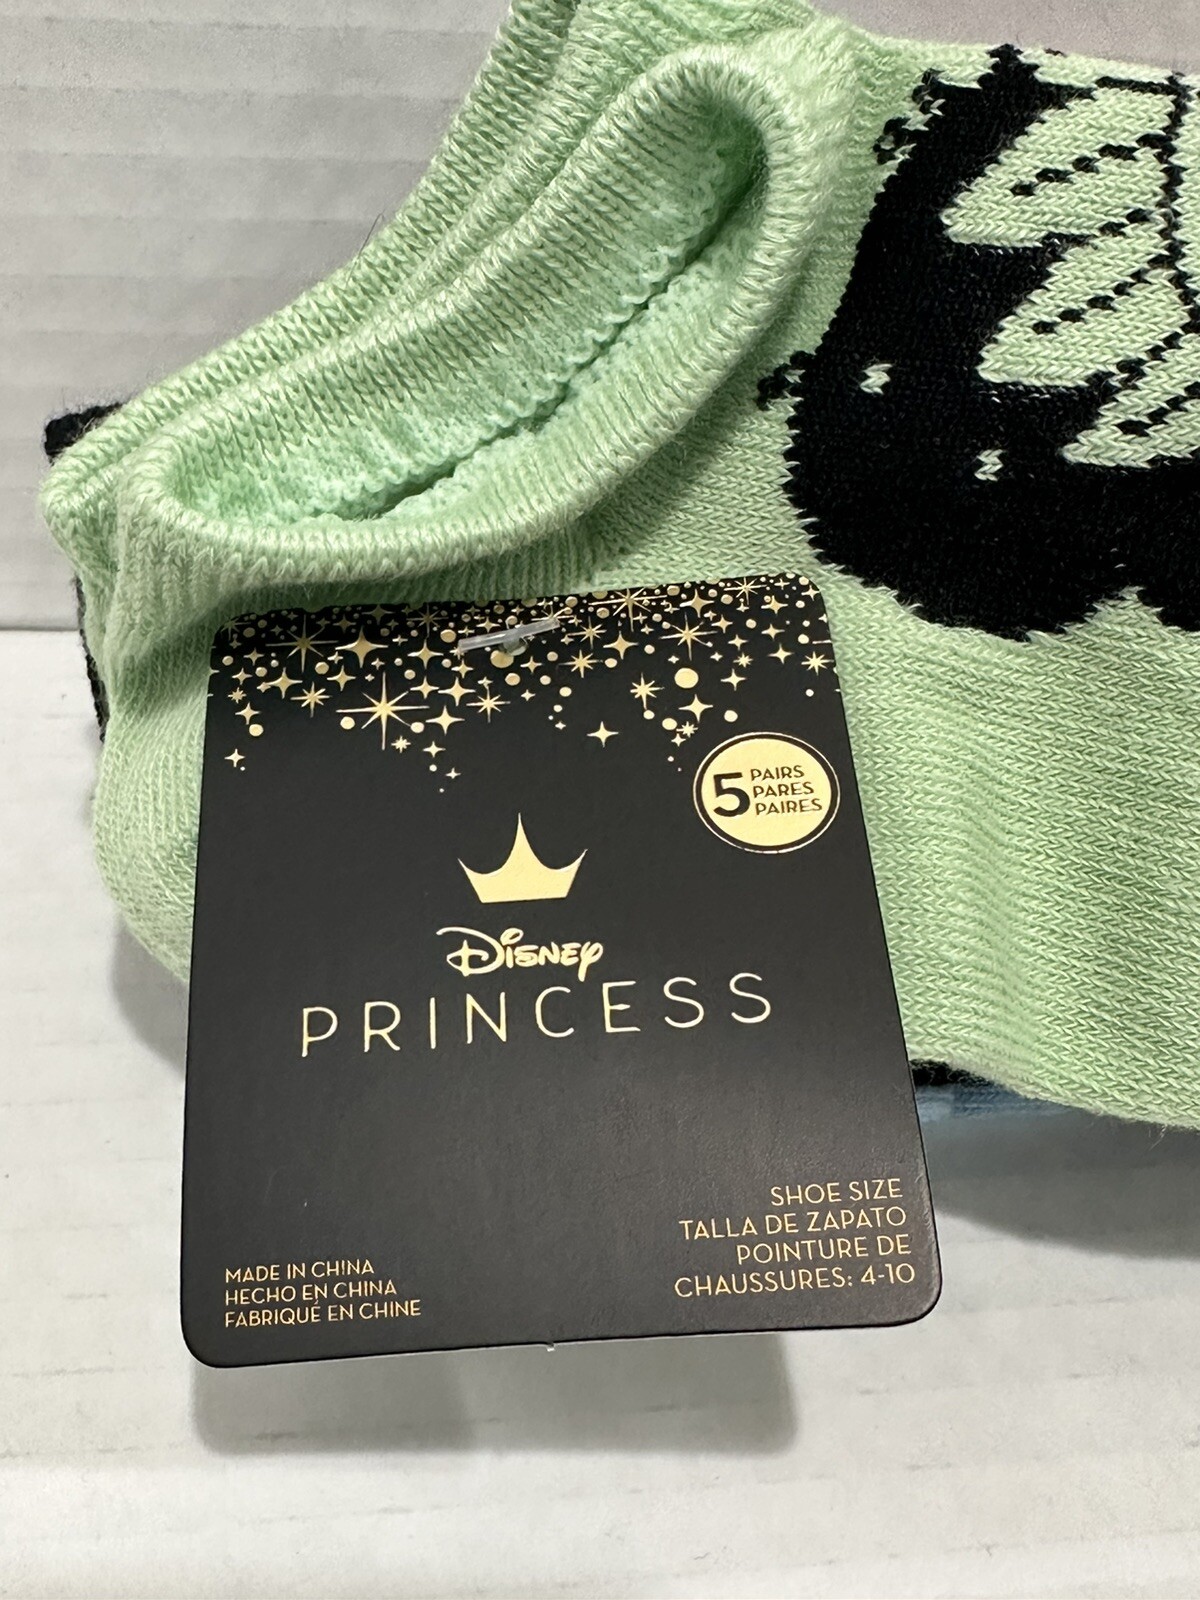 5 PAIRS
PARES
PAIRES
Disney
PRINCESS
SHOE SIZE
TALLA DE ZAPATO
POINTURE DE
CHAUSSURES: 4-10
MADE IN CHINA
HECHO EN CHINA
FABRIQUÉ EN CHINE